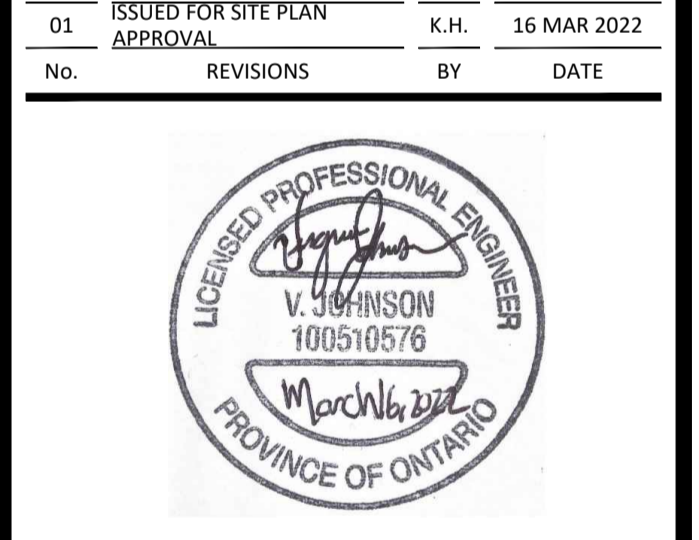 01 ISSUED FOR SITE PLAN APPROVAL K.H. 16 MAR 2022
No. REVISIONS BY DATE
LICENSED PROFESSIONAL ENGINEER
V. JOHNSON
100510576
March 16, 2022
PROVINCE OF ONTARIO